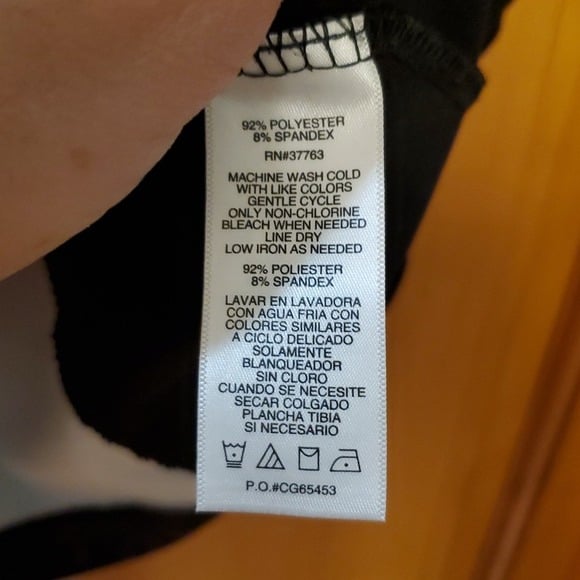 92% POLYESTER
8% SPANDEX
RN#37763
MACHINE WASH COLD
WITH LIKE COLORS
GENTLE CYCLE
ONLY NON-CHLORINE
BLEACH WHEN NEEDED
LINE DRY
LOW IRON AS NEEDED
92% POLIESTER
8% SPANDEX
LAVAR EN LAVADORA
CON AGUA FRIA CON
COLORES SIMILARES
A CICLO DELICADO
SOLAMENTE
BLANQUEADOR
SIN CLORO
CUANDO SE NECESITE
SECAR COLGADO
PLANCHA TIBIA
SI NECESARIO
P.O.#CG65453